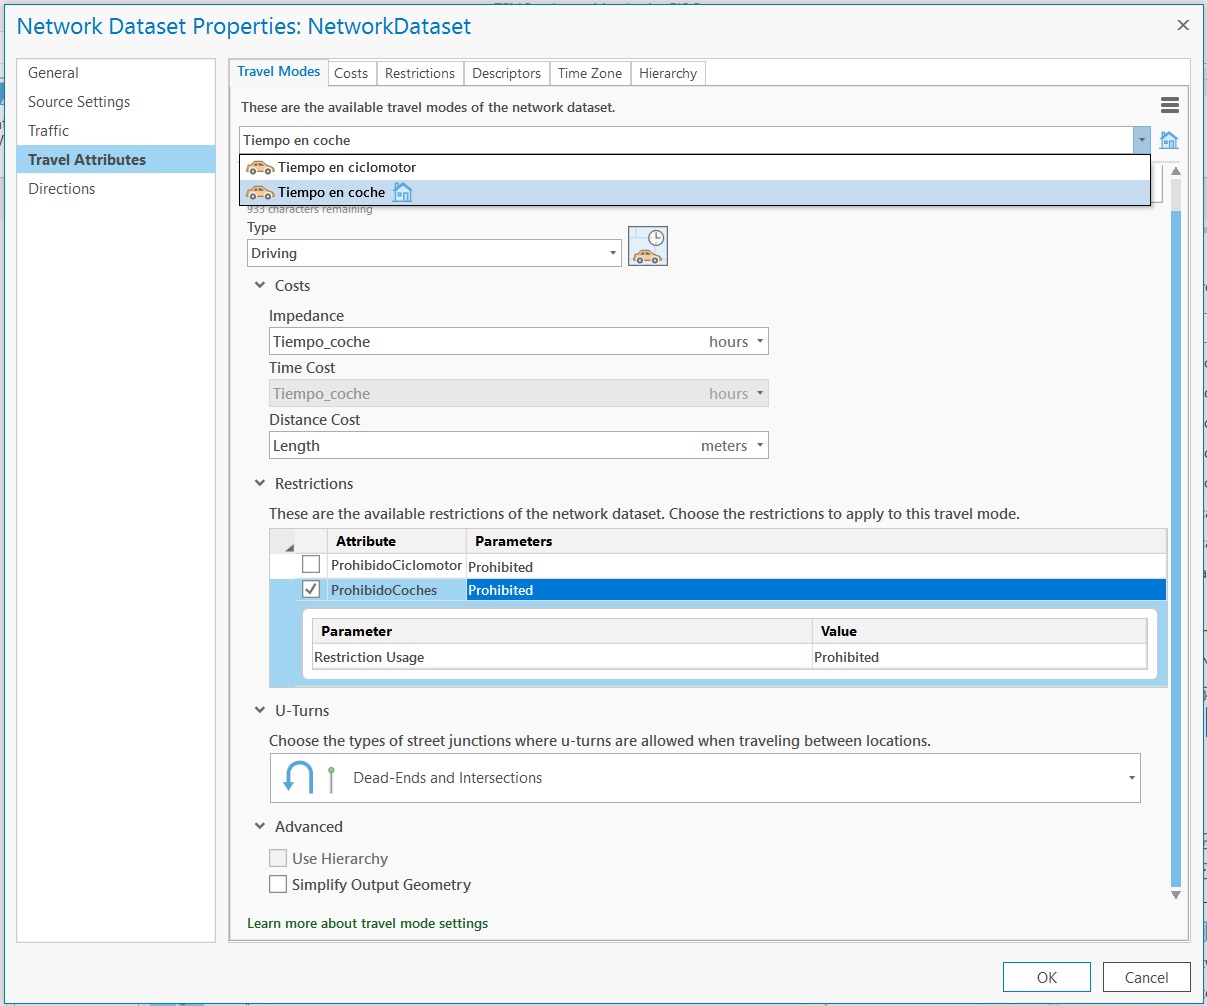 Network Dataset Properties: NetworkDataset
General
Source Settings
Traffic
Travel Attributes
Directions
Travel Modes Costs Restrictions Descriptors Time Zone Hierarchy
These are the available travel modes of the network dataset.
Tiempo en coche
Tiempo en ciclomotor
Tiempo en coche
933 characters remaining
Type
Driving
Costs
Impedance
Tiempo_coche hours
Time Cost
Tiempo_coche hours
Distance Cost
Length meters
Restrictions
These are the available restrictions of the network dataset. Choose the restrictions to apply to this travel mode.
Attribute Parameters
ProhibidoCiclomotor Prohibited
ProhibidoCoches Prohibited
Parameter Value
Restriction Usage Prohibited
U-Turns
Choose the types of street junctions where u-turns are allowed when traveling between locations.
Dead-Ends and Intersections
Advanced
Use Hierarchy
Simplify Output Geometry
Learn more about travel mode settings
OK Cancel